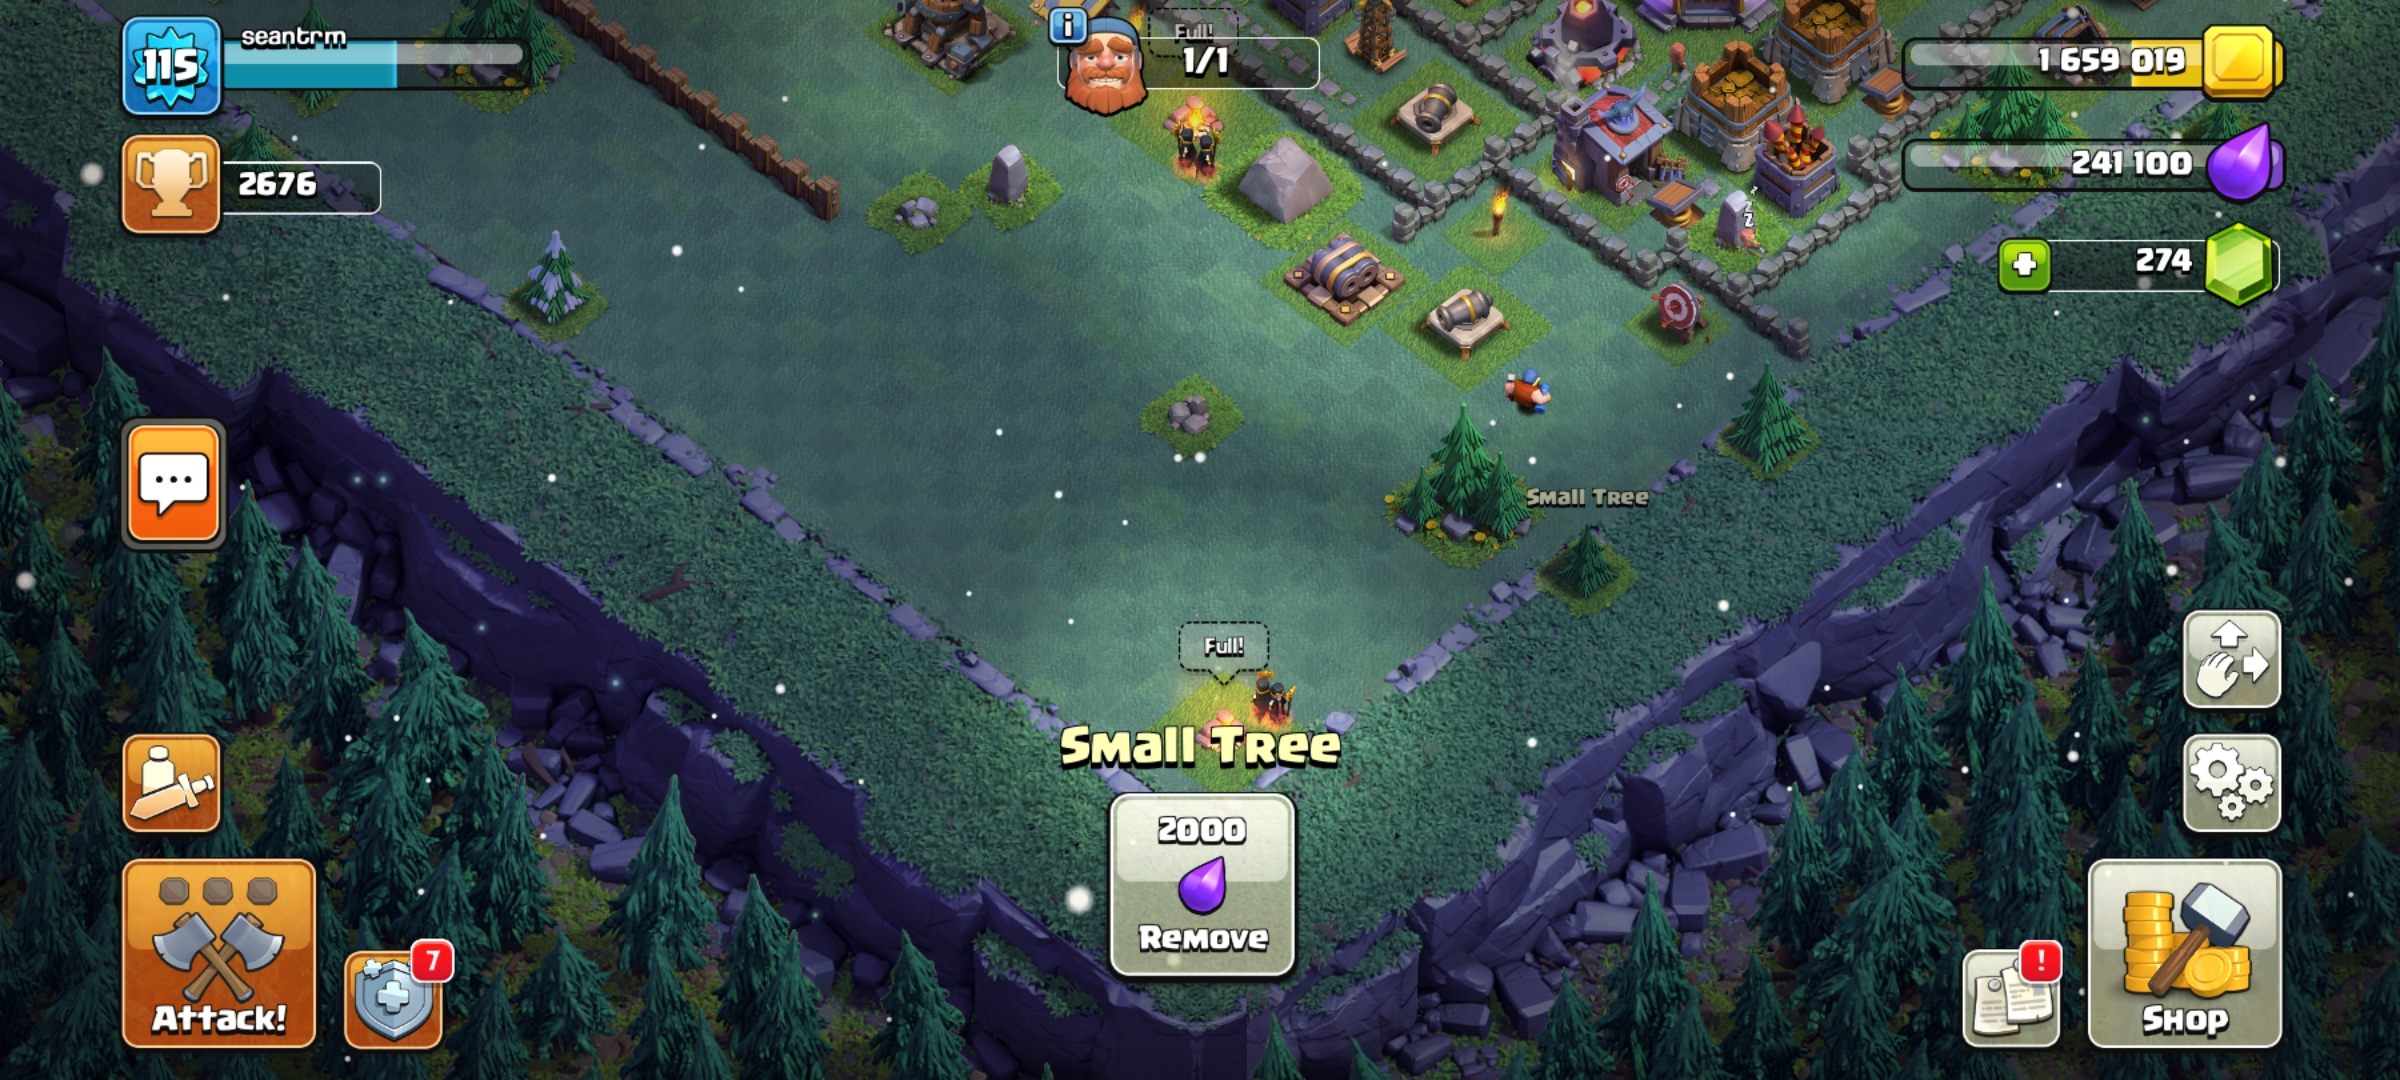 115
seantrm
Full!
1/1
1 659 019
2676
241 100
274
Small Tree
Full!
Small Tree
2000
Remove
Attack!
7
!
Shop